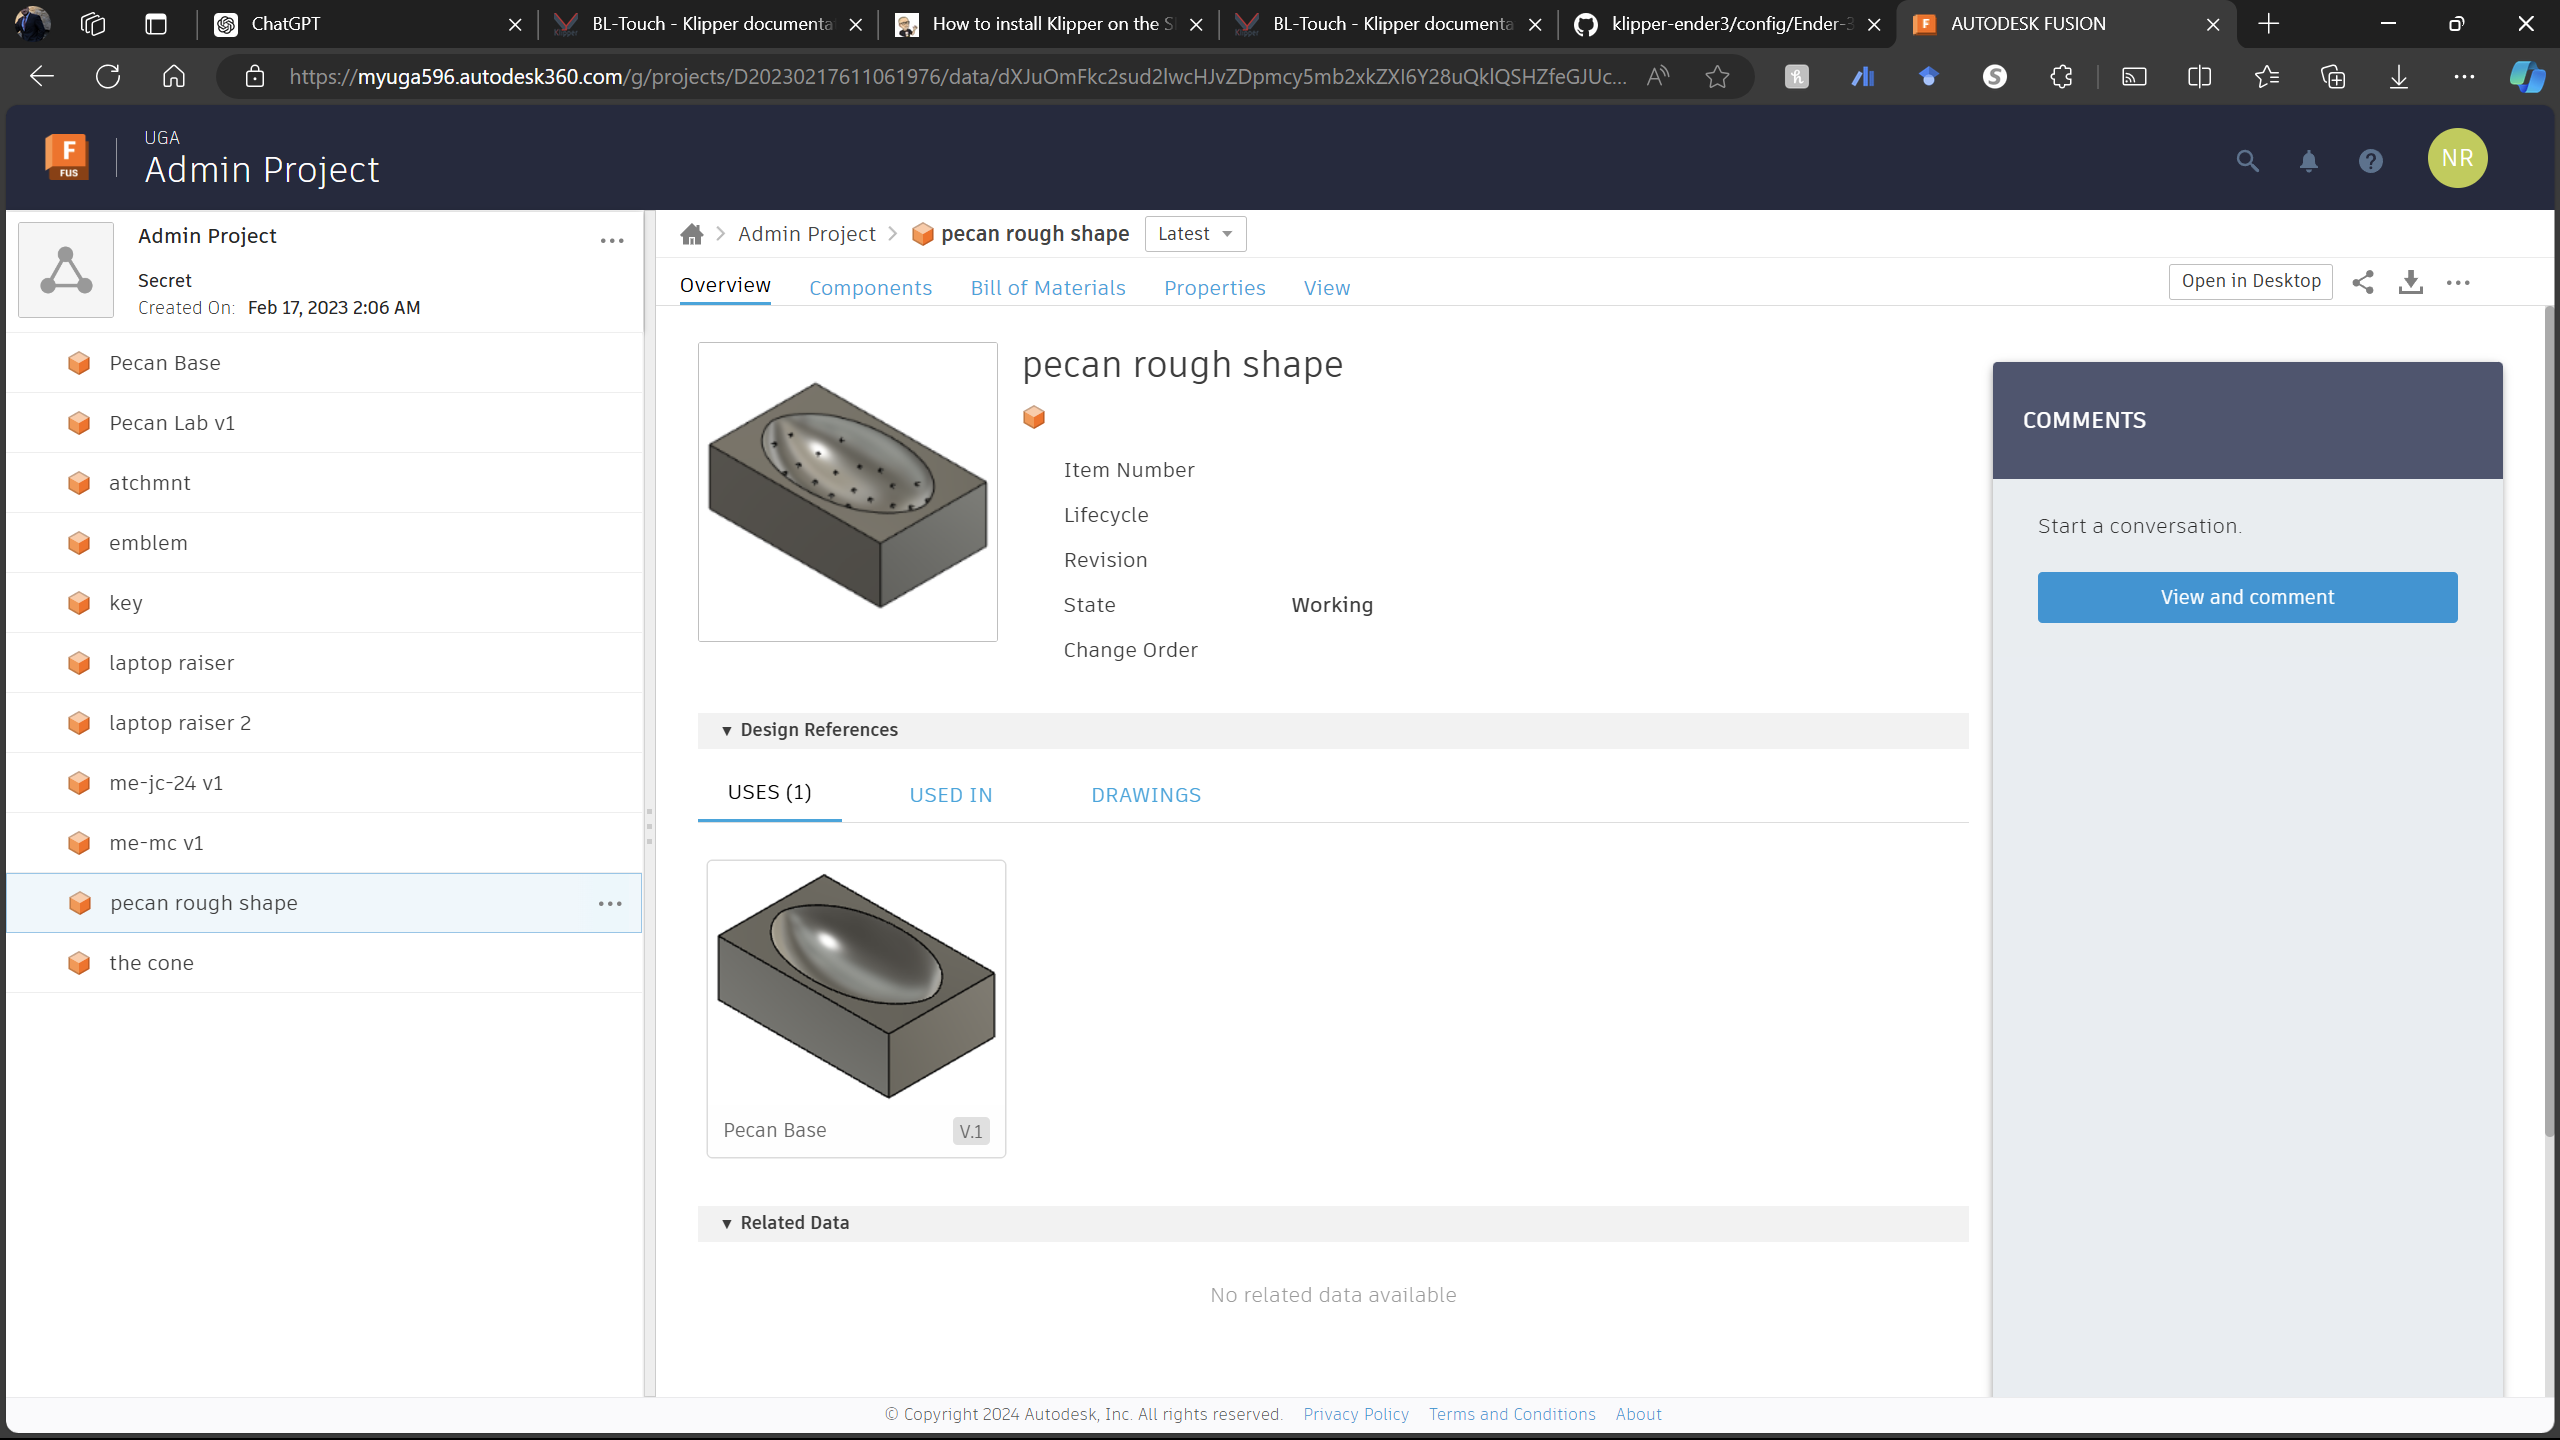 ChatGPT
BL-Touch - Klipper documenta
How to install Klipper on the S
BL-Touch - Klipper documenta
klipper-ender3/config/Ender-3
AUTODESK FUSION
https://myuga596.autodesk360.com/g/projects/D20230217611061976/data/dXJuOmFkc2sud2lwcHJvZDpmcy5mb2xkZXI6Y28uQklQSHZfeGJUc...
F
FUS
UGA
Admin Project
NR
Admin Project
Secret
Created On: Feb 17, 2023 2:06 AM
Pecan Base
Pecan Lab v1
atchmnt
emblem
key
laptop raiser
laptop raiser 2
me-jc-24 v1
me-mc v1
pecan rough shape
the cone
Admin Project
pecan rough shape
Latest
Overview
Components
Bill of Materials
Properties
View
Open in Desktop
pecan rough shape
Item Number
Lifecycle
Revision
State Working
Change Order
COMMENTS
Start a conversation.
View and comment
Design References
USES (1)
USED IN
DRAWINGS
Pecan Base
V.1
Related Data
No related data available
© Copyright 2024 Autodesk, Inc. All rights reserved. Privacy Policy Terms and Conditions About